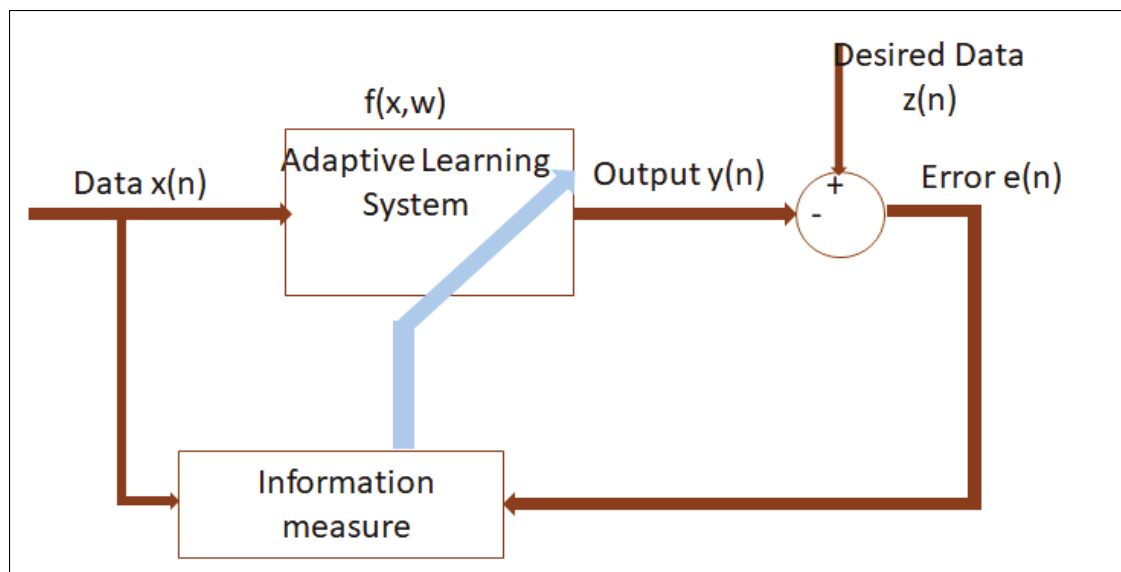 Desired Data
z(n)
f(x,w)
Adaptive Learning
System
Data x(n)
Output y(n)
+
-
Error e(n)
Information
measure